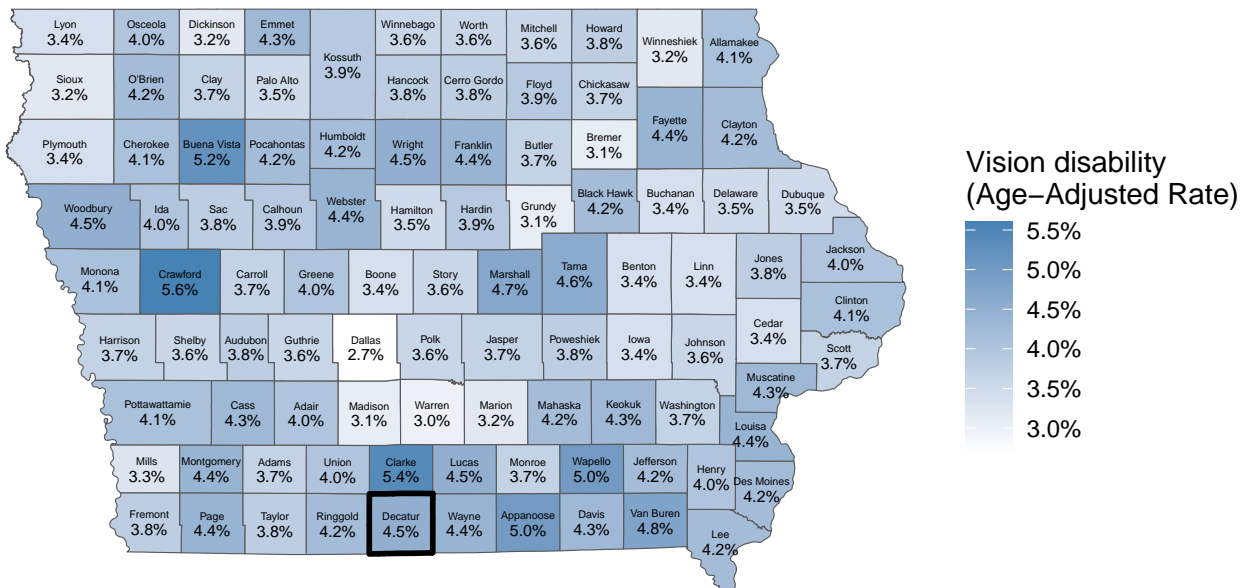 Lyon
3.4%
Osceola
4.0%
Dickinson
3.2%
Emmet
4.3%
Kossuth
3.9%
Winnebago
3.6%
Worth
3.6%
Mitchell
3.6%
Howard
3.8%
Winneshiek
3.2%
Allamakee
4.1%
Sioux
3.2%
O'Brien
4.2%
Clay
3.7%
Palo Alto
3.5%
Hancock
3.8%
Cerro Gordo
3.8%
Floyd
3.9%
Chickasaw
3.7%
Fayette
4.4%
Clayton
4.2%
Plymouth
3.4%
Cherokee
4.1%
Buena Vista
5.2%
Pocahontas
4.2%
Humboldt
4.2%
Wright
4.5%
Franklin
4.4%
Butler
3.7%
Bremer
3.1%
Woodbury
4.5%
Ida
4.0%
Sac
3.8%
Calhoun
3.9%
Webster
4.4%
Hamilton
3.5%
Hardin
3.9%
Grundy
3.1%
Black Hawk
4.2%
Buchanan
3.4%
Delaware
3.5%
Dubuque
3.5%
Monona
4.1%
Crawford
5.6%
Carroll
3.7%
Greene
4.0%
Boone
3.4%
Story
3.6%
Marshall
4.7%
Tama
4.6%
Benton
3.4%
Linn
3.4%
Jones
3.8%
Jackson
4.0%
Clinton
4.1%
Harrison
3.7%
Shelby
3.6%
Audubon
3.8%
Guthrie
3.6%
Dallas
2.7%
Polk
3.6%
Jasper
3.7%
Poweshiek
3.8%
Iowa
3.4%
Johnson
3.6%
Cedar
3.4%
Scott
3.7%
Muscatine
4.3%
Pottawattamie
4.1%
Cass
4.3%
Adair
4.0%
Madison
3.1%
Warren
3.0%
Marion
3.2%
Mahaska
4.2%
Keokuk
4.3%
Washington
3.7%
Louisa
4.4%
Mills
3.3%
Montgomery
4.4%
Adams
3.7%
Union
4.0%
Clarke
5.4%
Lucas
4.5%
Monroe
3.7%
Wapello
5.0%
Jefferson
4.2%
Henry
4.0%
Des Moines
4.2%
Fremont
3.8%
Page
4.4%
Taylor
3.8%
Ringgold
4.2%
Decatur
4.5%
Wayne
4.4%
Appanoose
5.0%
Davis
4.3%
Van Buren
4.8%
Lee
4.2%
Vision disability
(Age−Adjusted Rate)
5.5%
5.0%
4.5%
4.0%
3.5%
3.0%